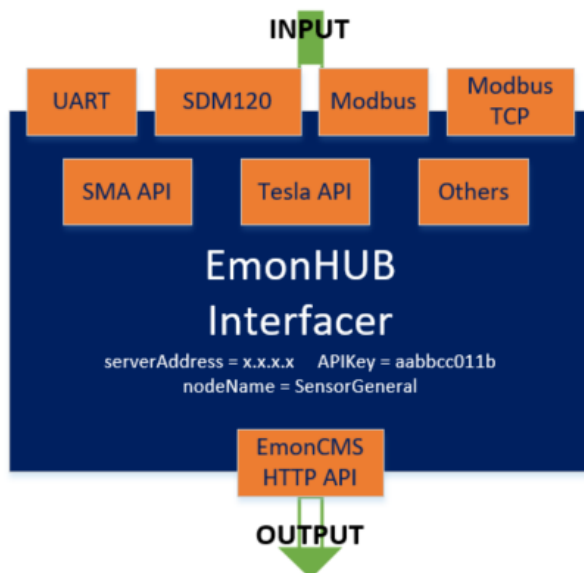 INPUT
UART
SDM120
Modbus
Modbus
TCP
SMA API
Tesla API
Others
EmonHUB
Interfacer
serverAddress = x.x.x.x APIKey = aabbcc011b
nodeName = SensorGeneral
EmonCMS
HTTP API
OUTPUT